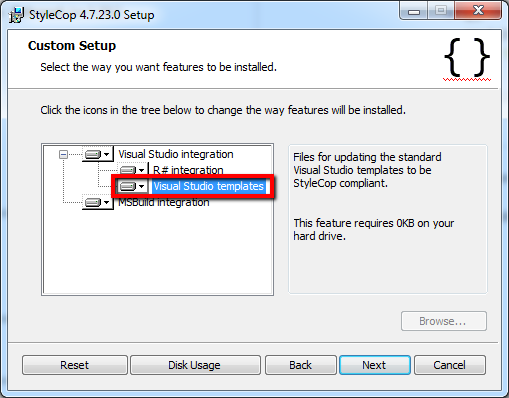 StyleCop 4.7.23.0 Setup
Custom Setup
Select the way you want features to be installed.
{ }
Click the icons in the tree below to change the way features will be installed.
Visual Studio integration
R# integration
Visual Studio templates
MSBuild integration
Files for updating the standard
Visual Studio templates to be
StyleCop compliant.
This feature requires 0KB on your
hard drive.
Browse...
Reset
Disk Usage
Back
Next
Cancel